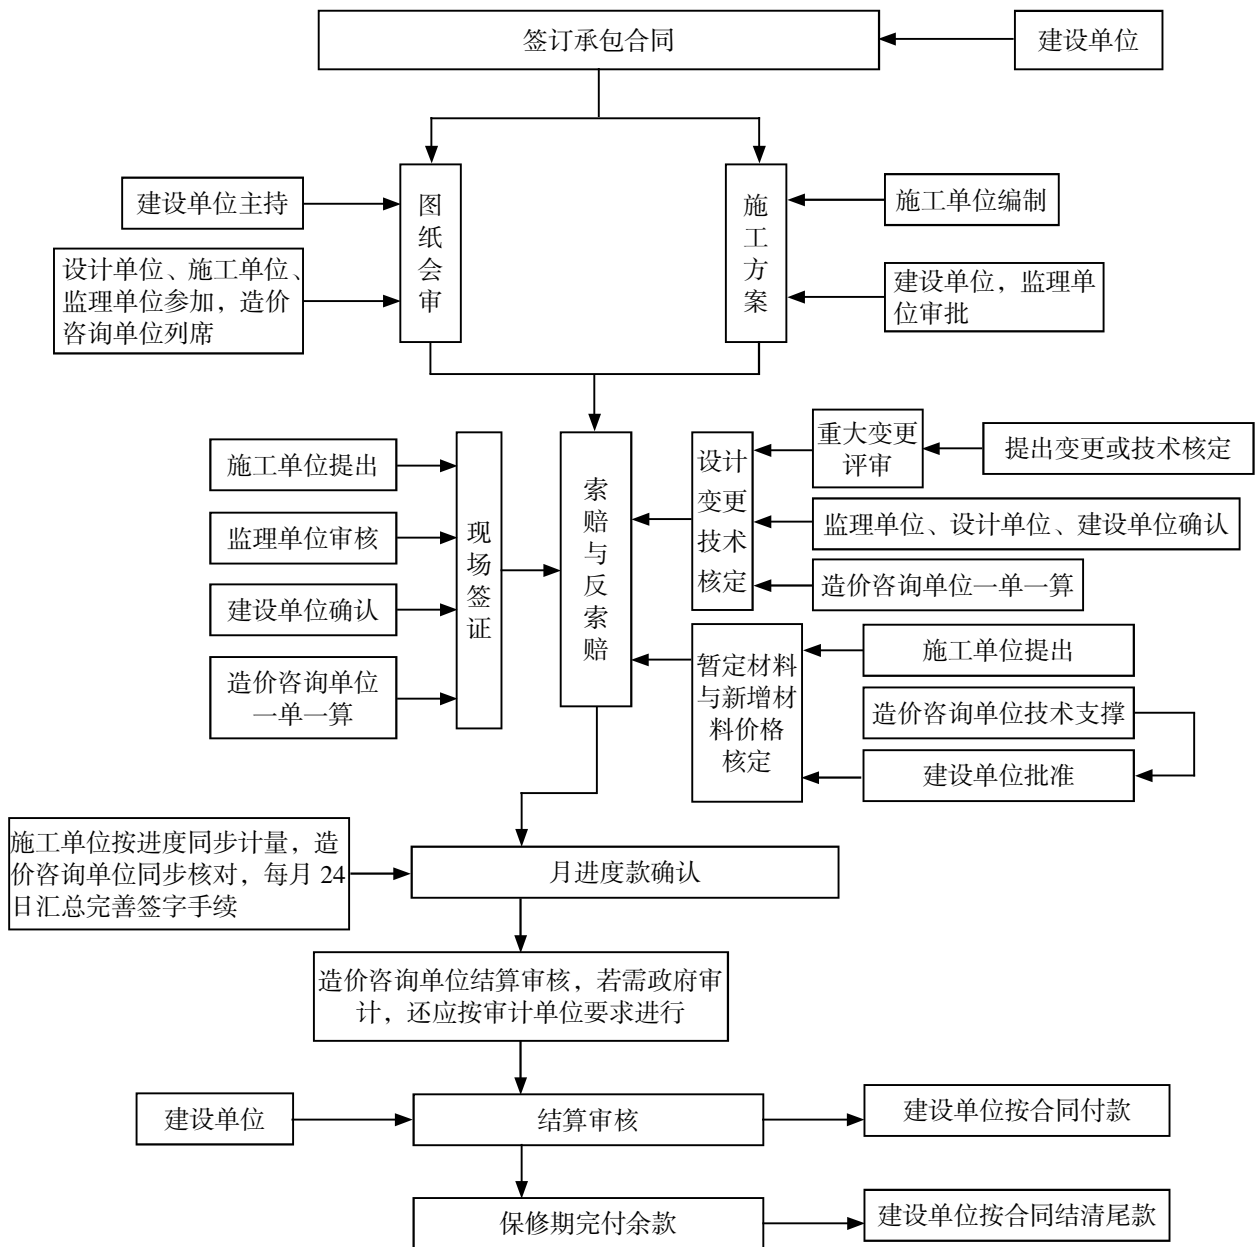 签订承包合同
建设单位
图
纸
会
审
建设单位主持
设计单位、施工单位、
监理单位参加，造价
咨询单位列席
施
工
方
案
施工单位编制
建设单位，监理单
位审批
施工单位提出
监理单位审核
建设单位确认
造价咨询单位
一单一算
现
场
签
证
索
赔
与
反
索
赔
设计
变更
技术
核定
重大变更
评审
提出变更或技术核定
监理单位、设计单位、建设单位确认
造价咨询单位一单一算
暂定材料
与新增材
料价格
核定
施工单位提出
造价咨询单位技术支撑
建设单位批准
施工单位按进度同步计量，造
价咨询单位同步核对，每月 24
日汇总完善签字手续
月进度款确认
造价咨询单位结算审核，若需政府审
计，还应按审计单位要求进行
建设单位
结算审核
建设单位按合同付款
保修期完付余款
建设单位按合同结清尾款